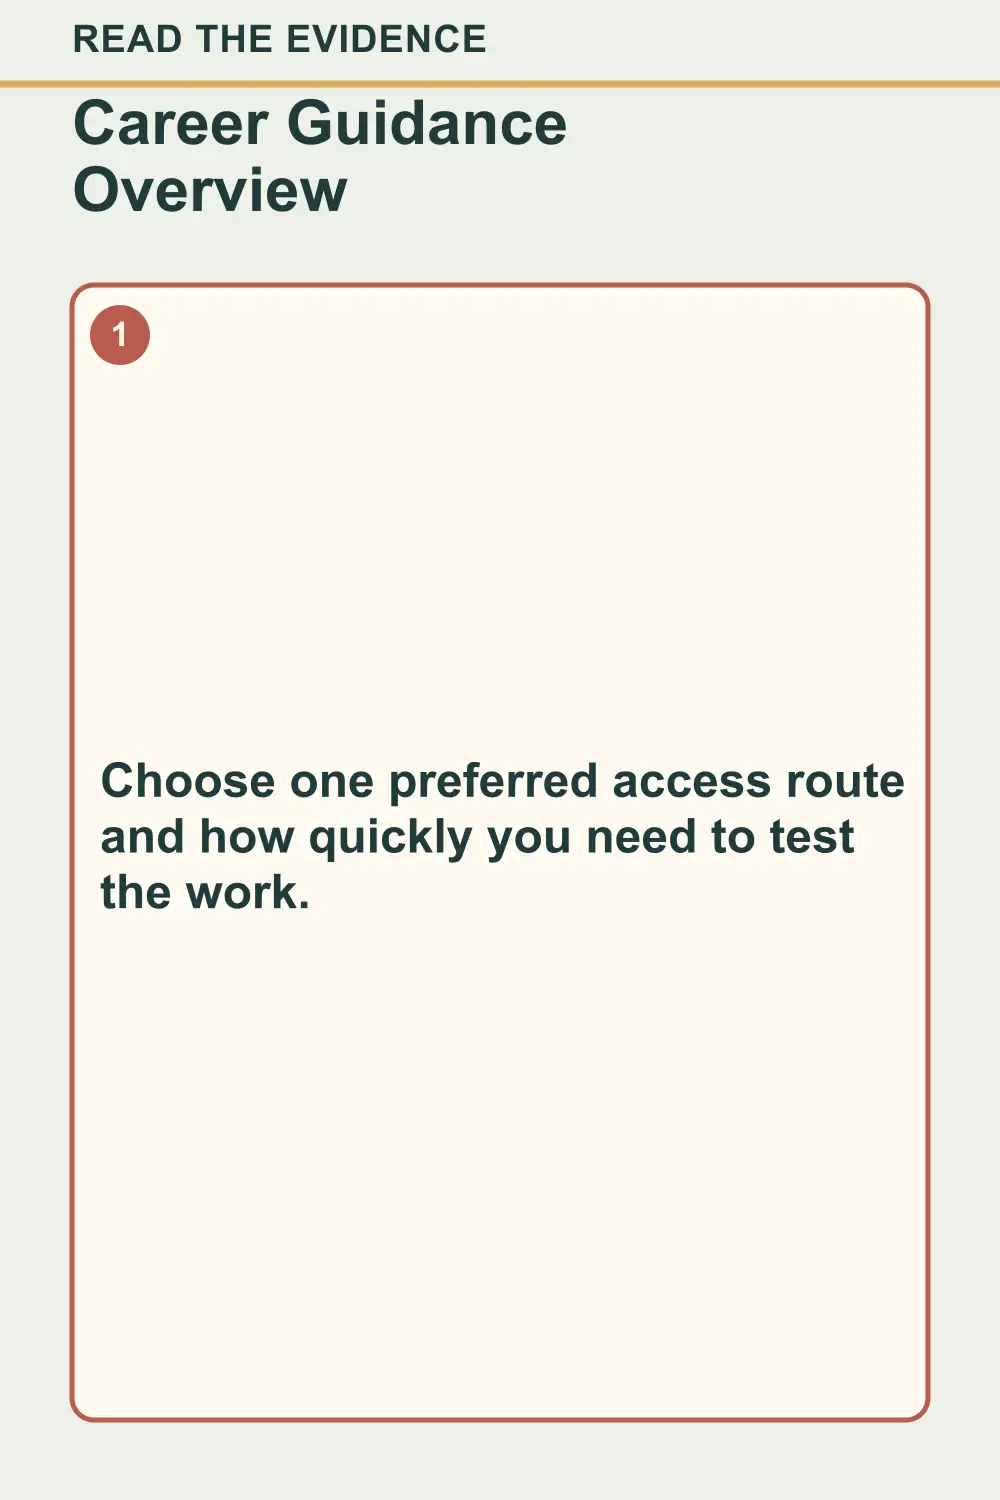 READ THE EVIDENCE
Career Guidance
Overview
1
Choose one preferred access route
and how quickly you need to test
the work.